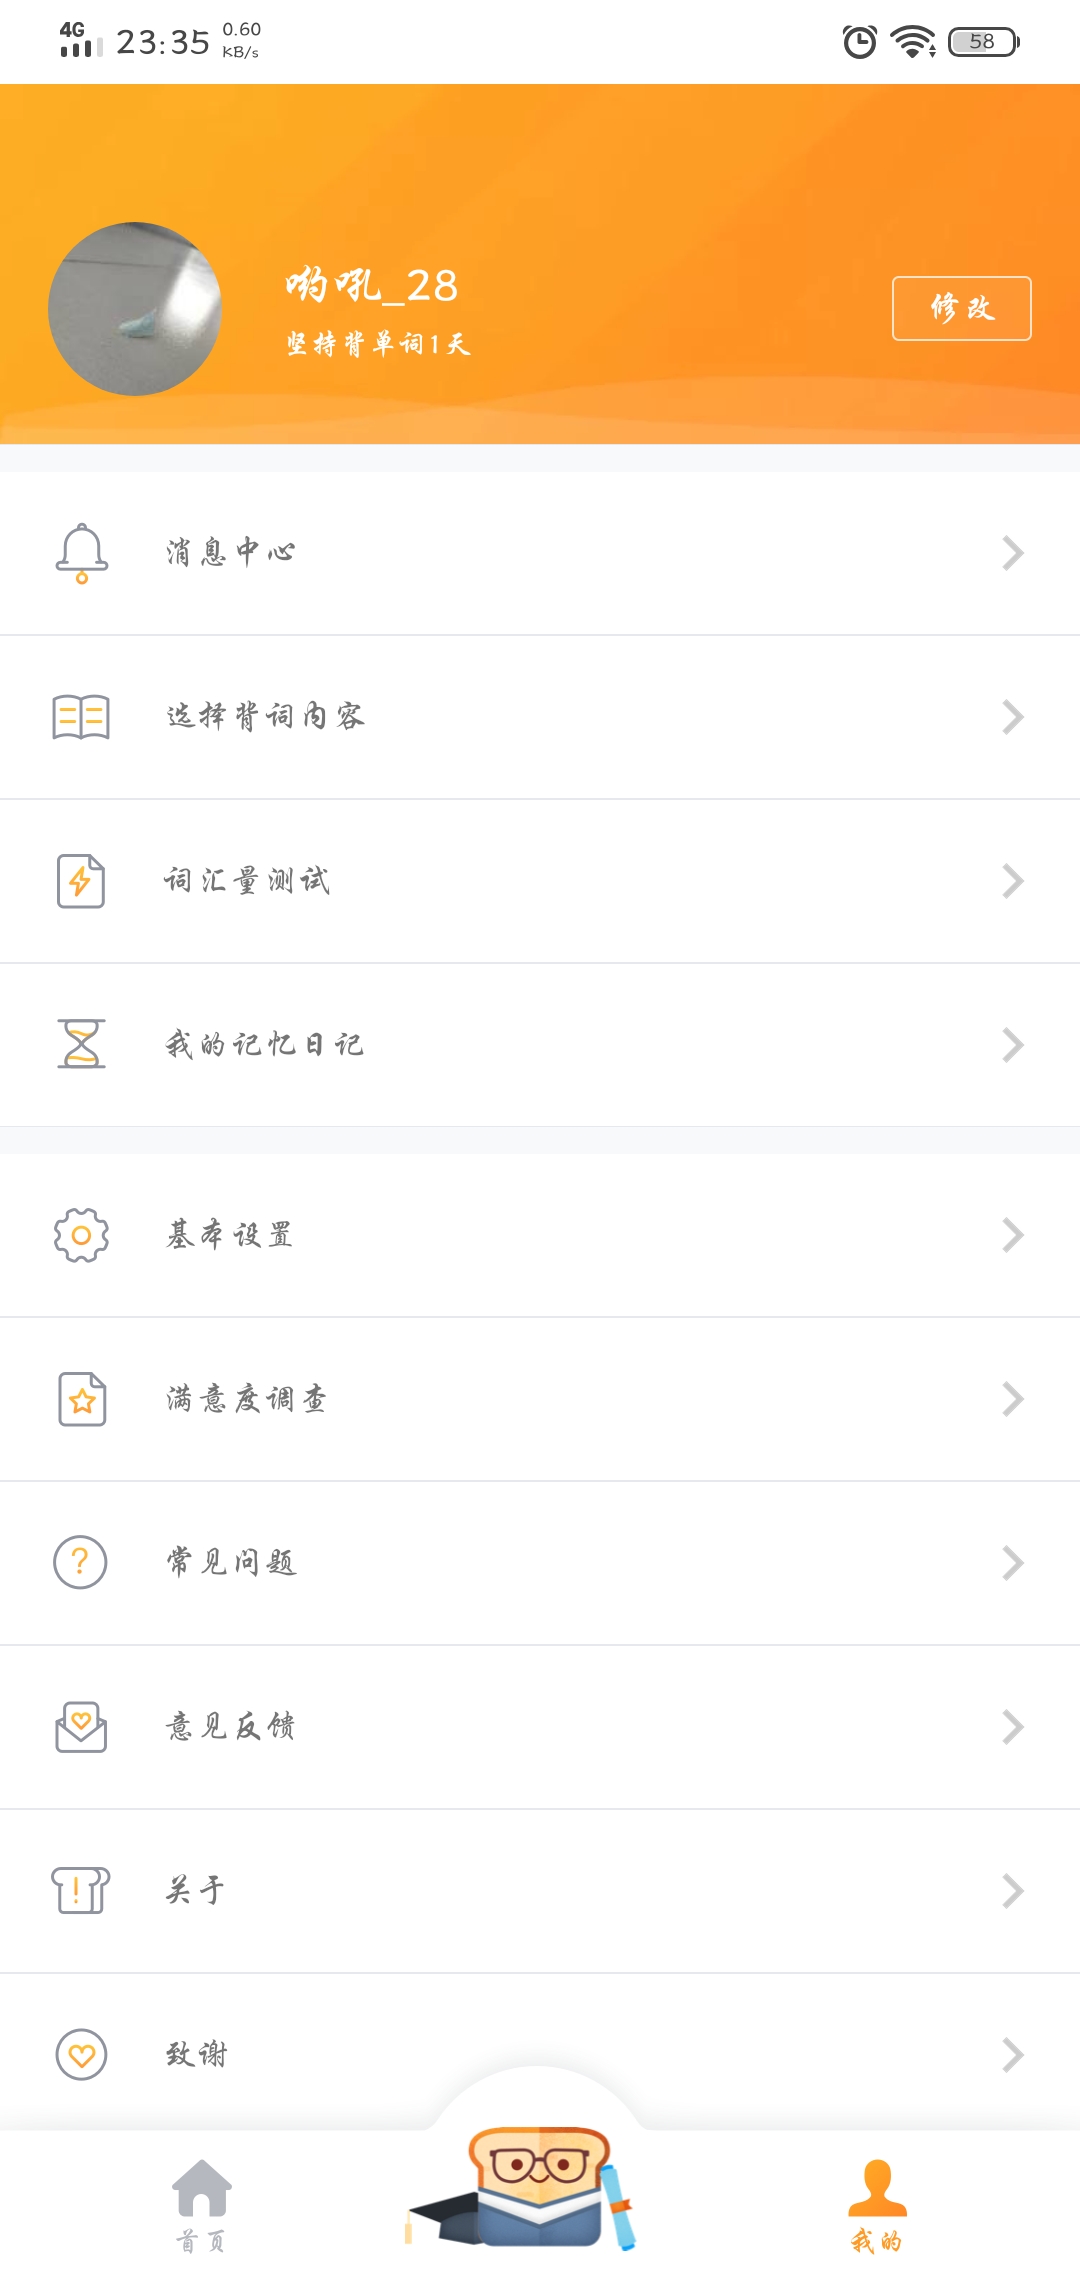 4G 23:35 0.60 KB/s 58
哟吼_28
修改
坚持背单词1天
消息中心
选择背词内容
词汇量测试
我的记忆日记
基本设置
满意度调查
常见问题
意见反馈
关于
致谢
首页 我的